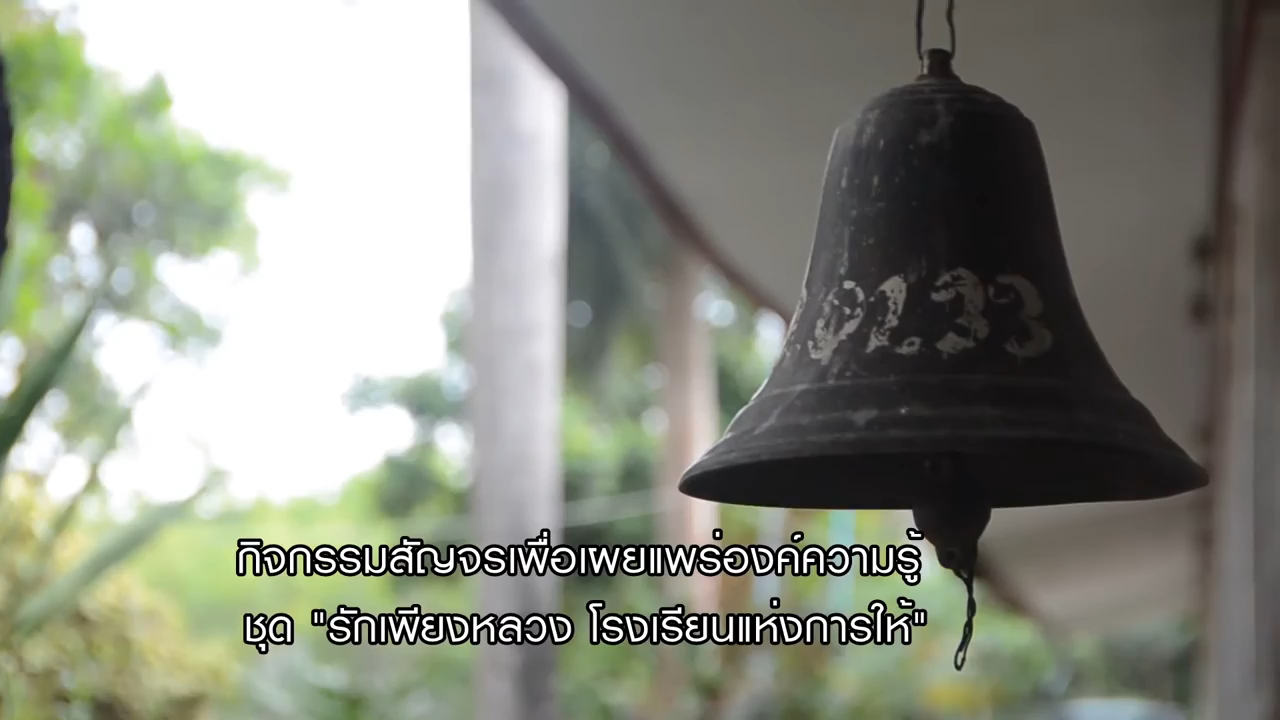 กิจกรรมสัญจรเพื่อเผยแพร่องค์ความรู้
ชุด "รักเพียงหลวง โรงเรียนแห่งการให้"